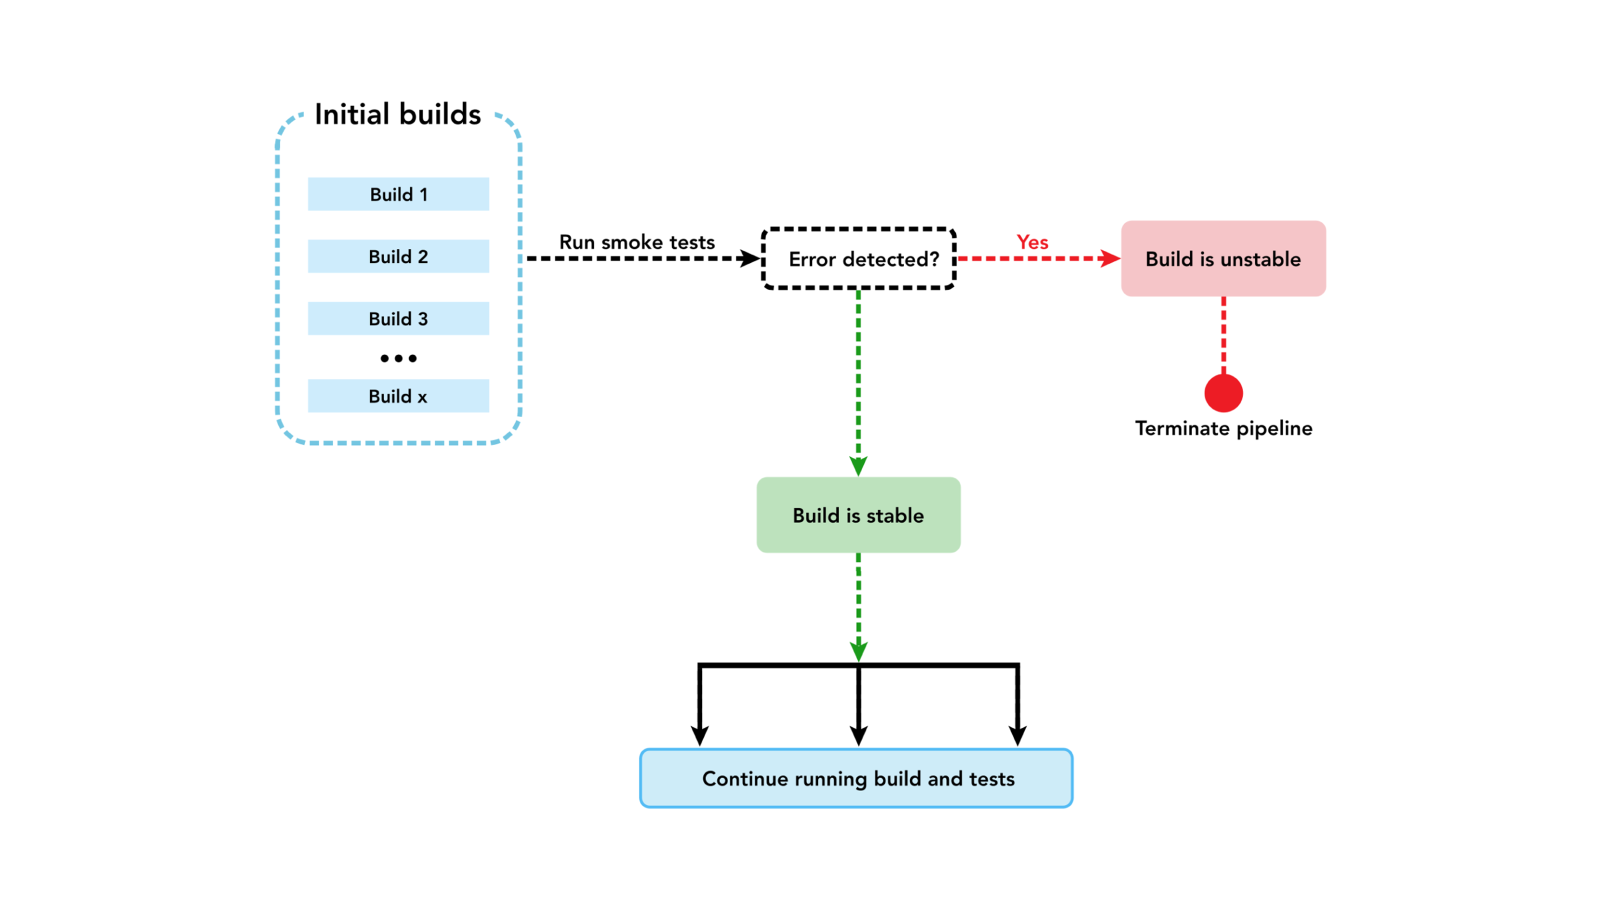 Initial builds
Build 1
Build 2
Build 3
•••
Build x
Run smoke tests
Error detected?
Yes
Build is unstable
Terminate pipeline
Build is stable
Continue running build and tests